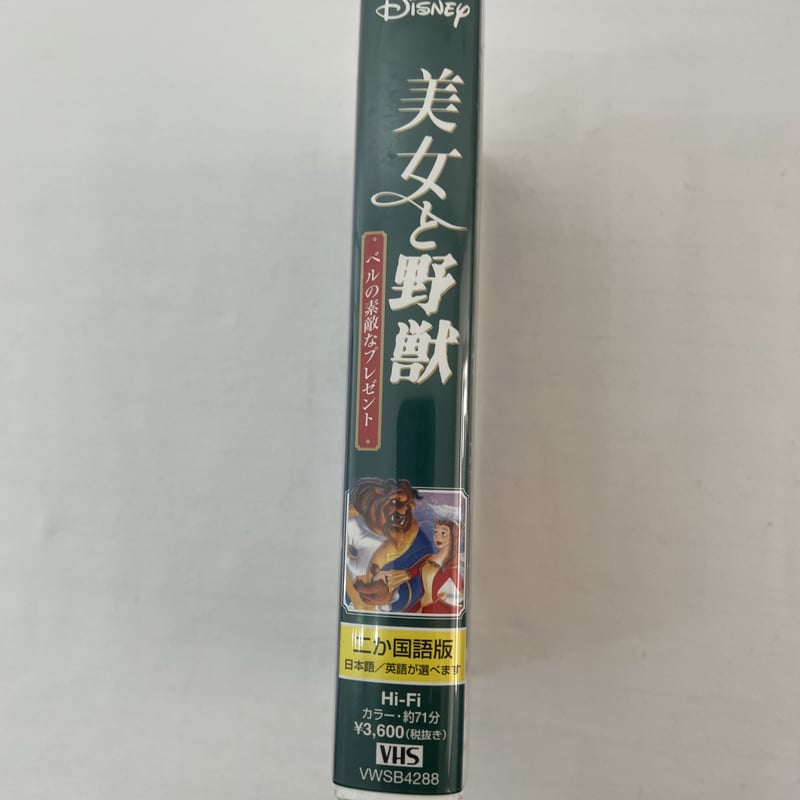 Disney
美女と野獣
ベルの素敵なプレゼント
二か国語版
日本語／英語が選べます
Hi-Fi
カラー・約71分
¥3,600(税抜き)
VHS
VWSB4288